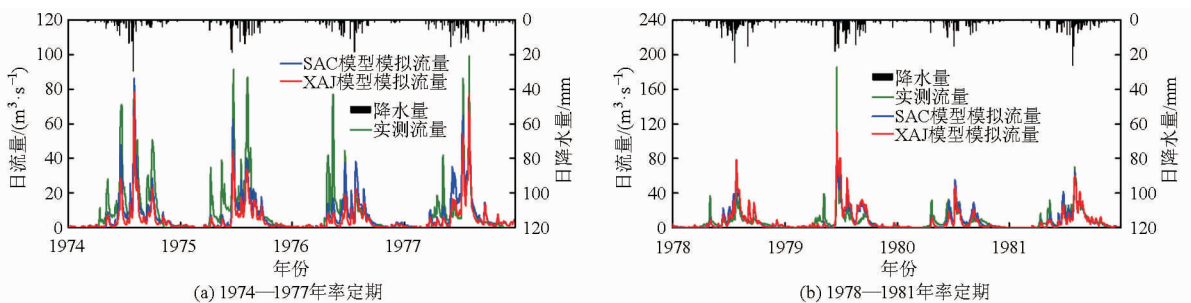 120
100
80
60
40
20
0
日流量/(m³·s⁻¹)
SAC模型模拟流量
XAJ模型模拟流量
降水量
实测流量
0
20
40
60
80
100
120
日降水量/mm
1974
1975
1976
1977
年份
(a) 1974—1977年率定期
240
200
160
120
80
40
0
日流量/(m³·s⁻¹)
降水量
实测流量
SAC模型模拟流量
XAJ模型模拟流量
0
20
40
60
80
100
120
日降水量/mm
1978
1979
1980
1981
年份
(b) 1978—1981年率定期